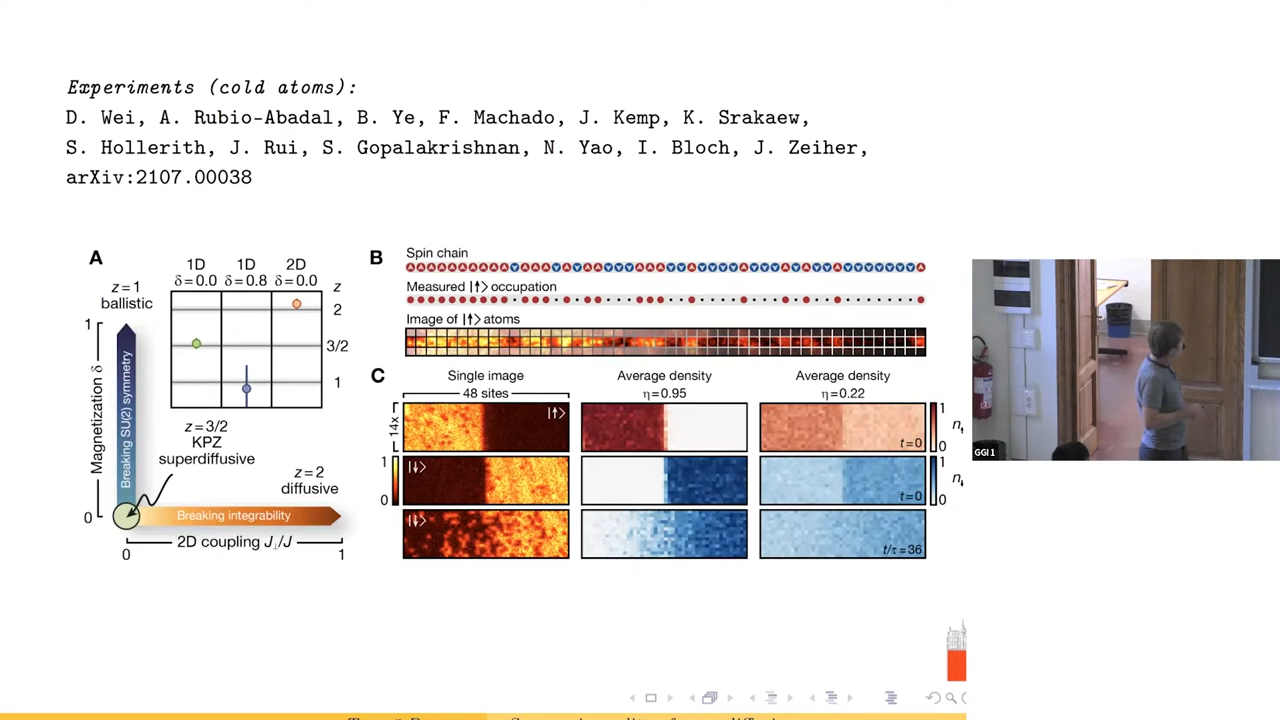 Experiments (cold atoms):
D. Wei, A. Rubio-Abadal, B. Ye, F. Machado, J. Kemp, K. Srakaew,
S. Hollerith, J. Rui, S. Gopalakrishnan, N. Yao, I. Bloch, J. Zeiher,
arXiv:2107.00038
A
1D 1D 2D
δ=0.0 δ=0.8 δ=0.0 z
z=1
ballistic
2
3/2
1
1
Magnetization δ
Breaking SU(2) symmetry
0
z=3/2
KPZ
superdiffusive
z=2
diffusive
Breaking integrability
0 2D coupling J⊥/J 1
B
Spin chain
Measured |↑> occupation
Image of |↑> atoms
C
Single image Average density Average density
48 sites η=0.95 η=0.22
14x
|↑> t=0 1 0 n↑
1 0 |↓> t=0 1 0 n↓
|↓> t/τ=36
GGI 1